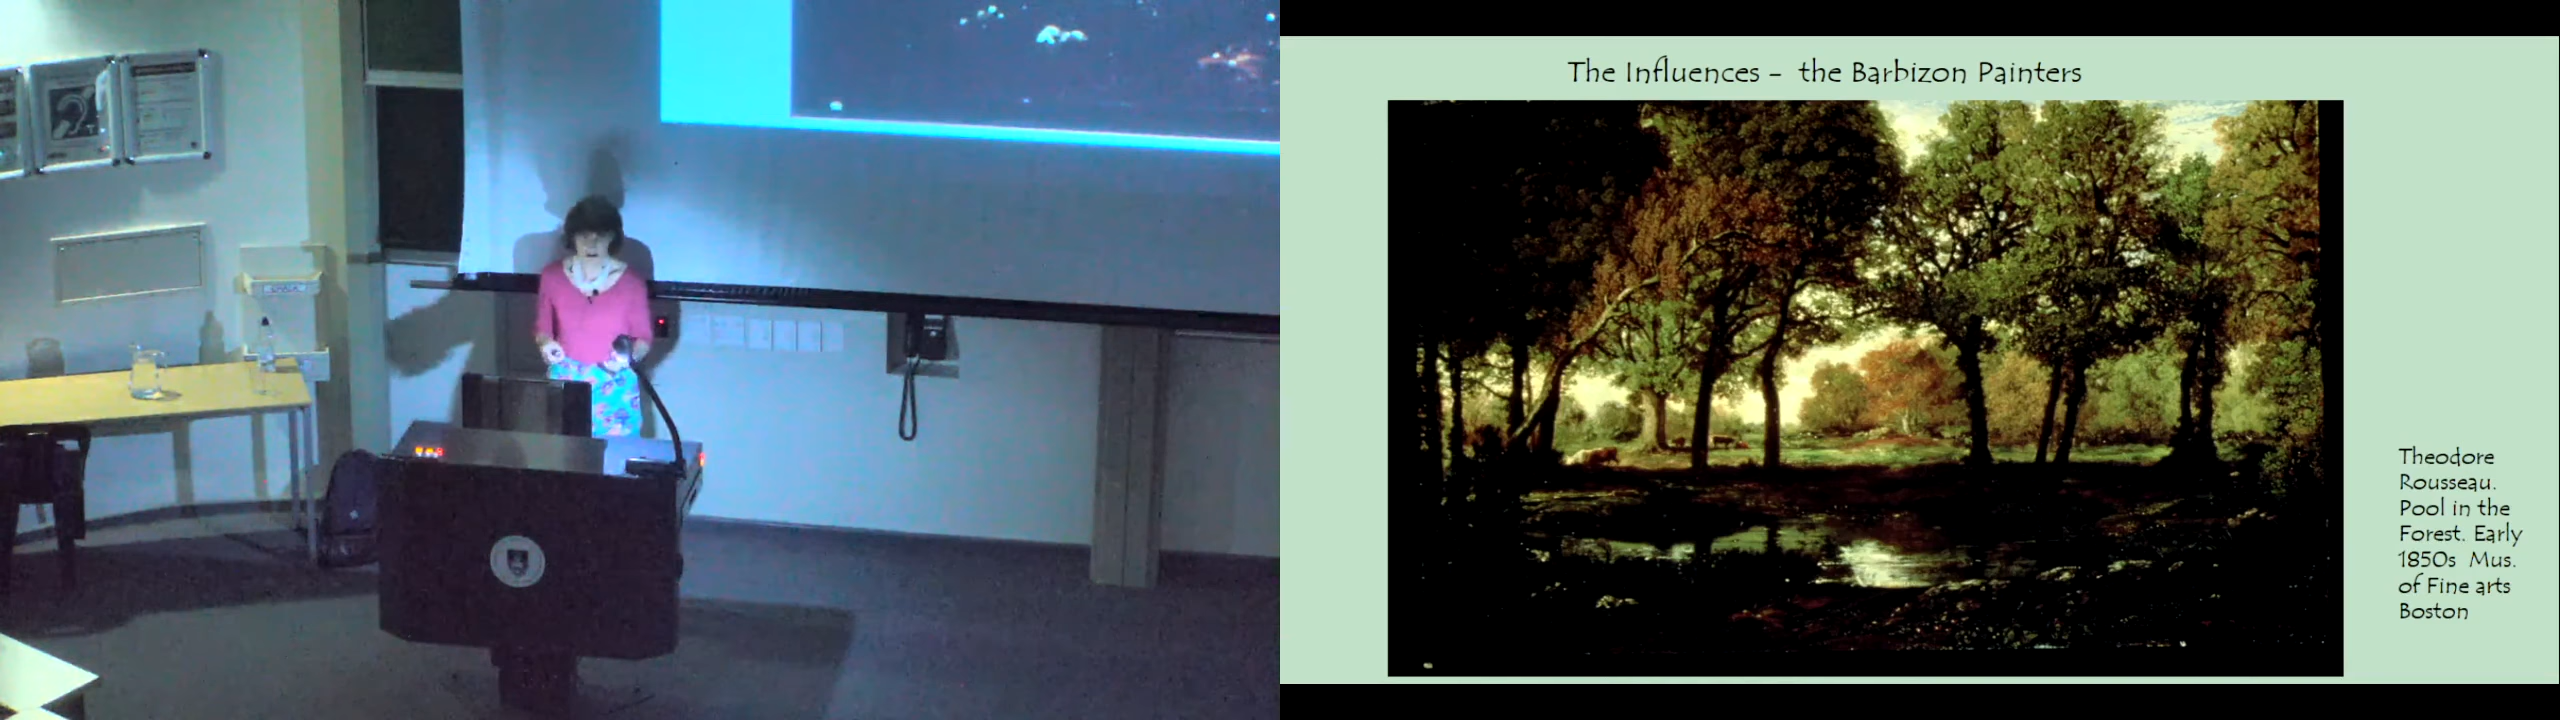 The Influences - the Barbizon Painters
Theodore
Rousseau.
Pool in the
Forest. Early
1850s Mus.
of Fine arts
Boston